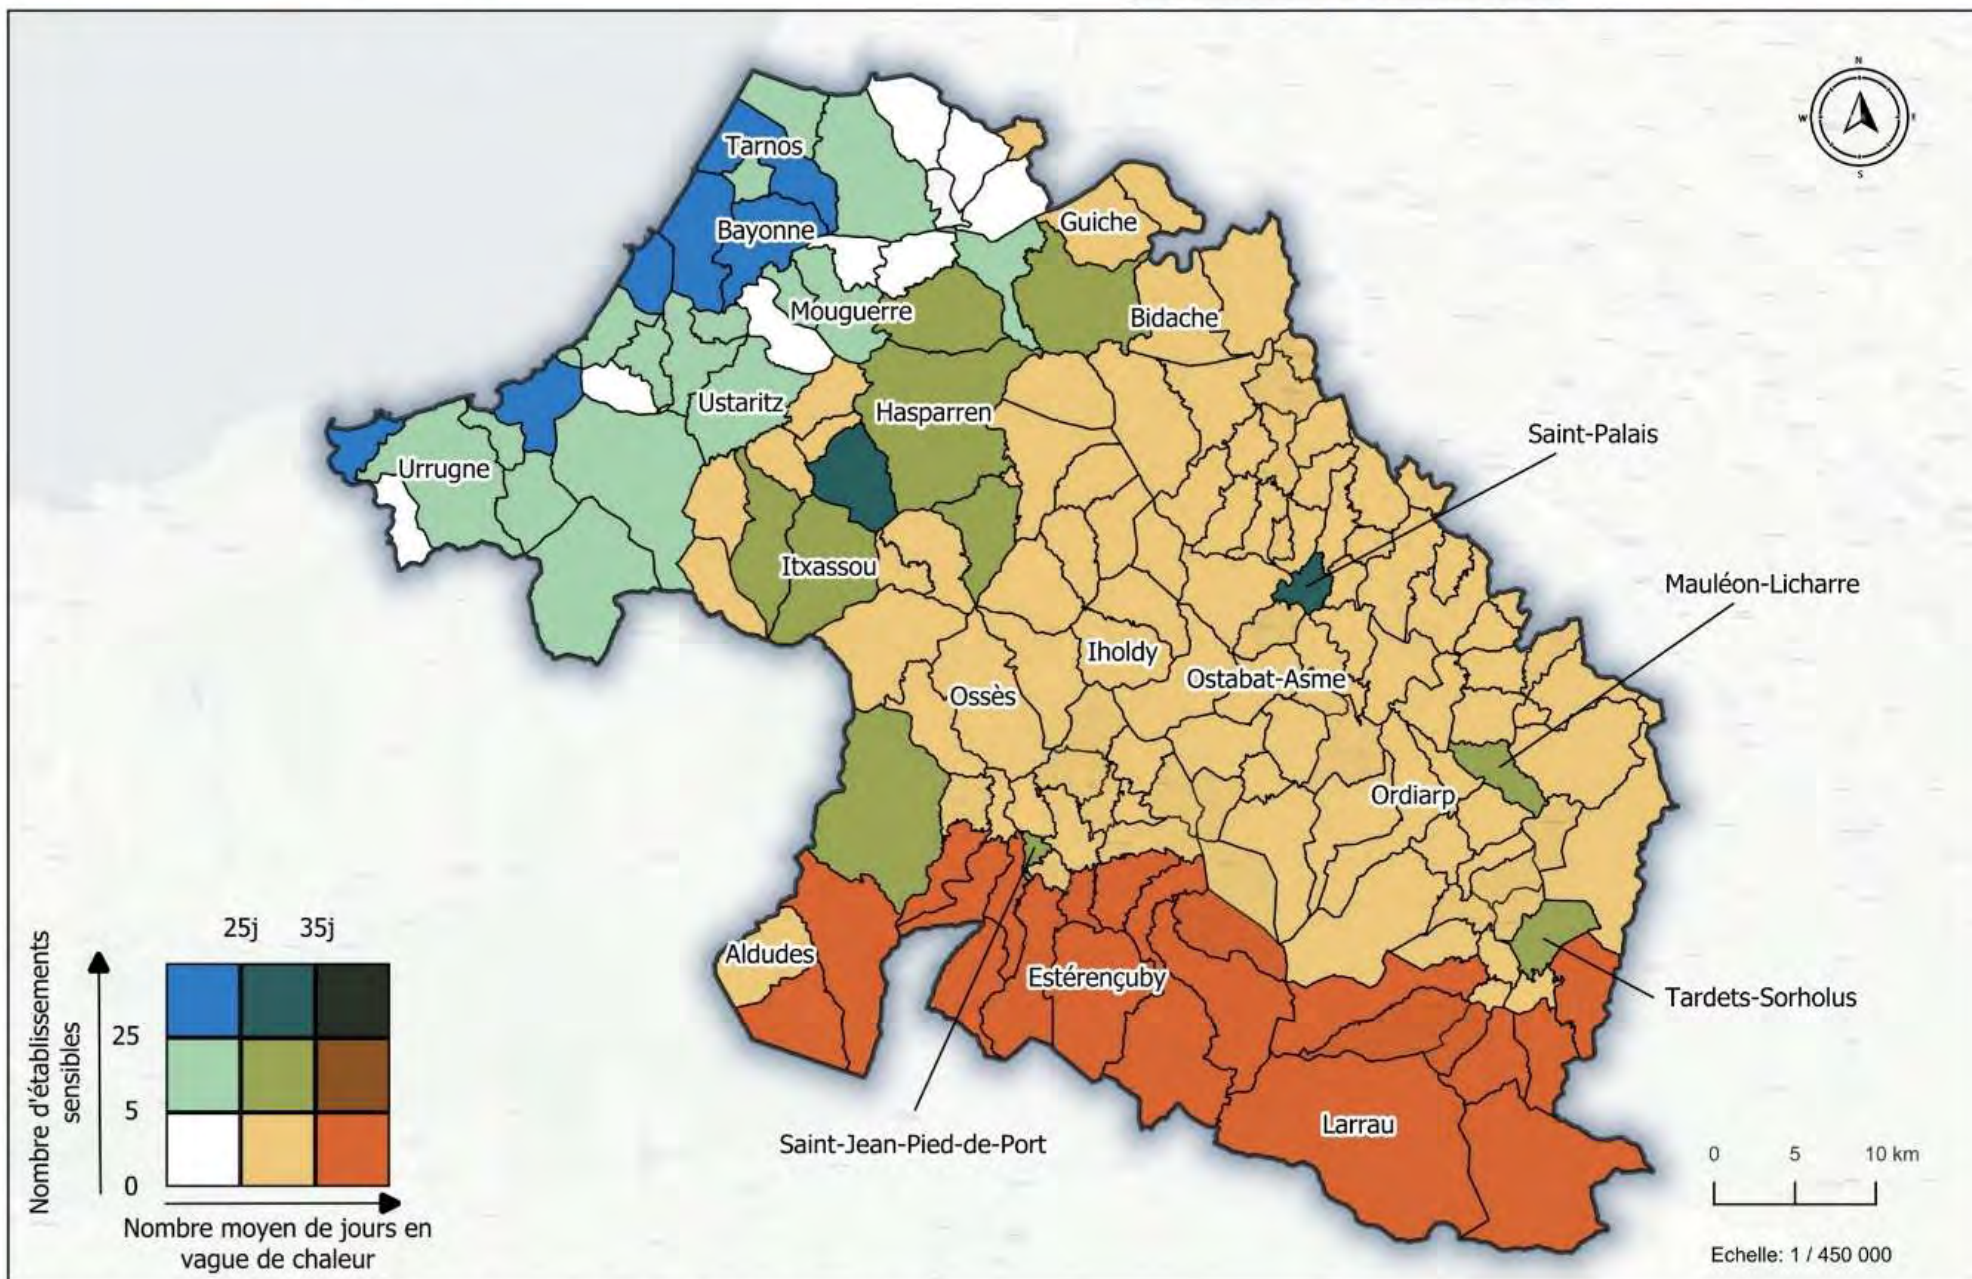 N
W
E
S
Tarnos
Guiche
Bayonne
Mouguerre
Bidache
Ustaritz
Hasparren
Saint-Palais
Urrugne
Itxassou
Mauléon-Licharre
Iholdy
Ostabat-Asme
Ossès
Ordiarp
Aldudes
Estérençuby
Tardets-Sorholus
Larrau
Saint-Jean-Pied-de-Port
25j 35j
Nombre d'établissements
sensibles
25
5
0
Nombre moyen de jours en
vague de chaleur
0 5 10 km
Echelle: 1 / 450 000